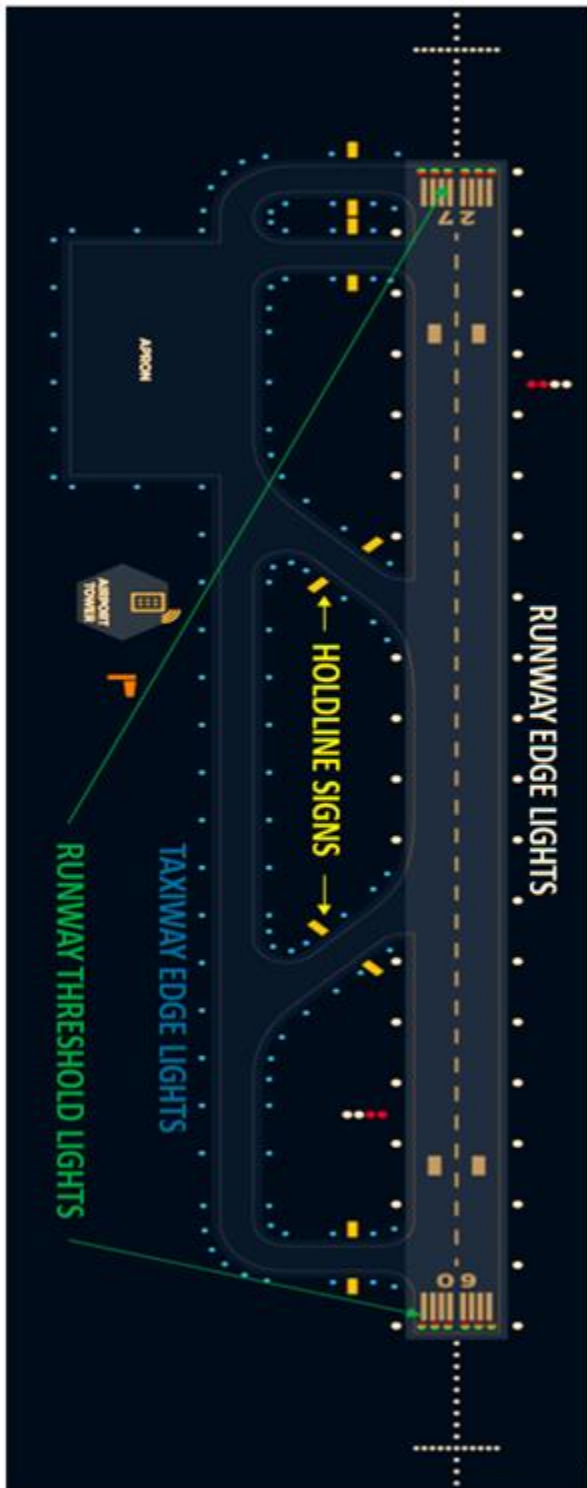 RUNWAY EDGE LIGHTS
27
09
HOLDLINE SIGNS
TAXIWAY EDGE LIGHTS
APRON
AIRPORT
TOWER
RUNWAY THRESHOLD LIGHTS